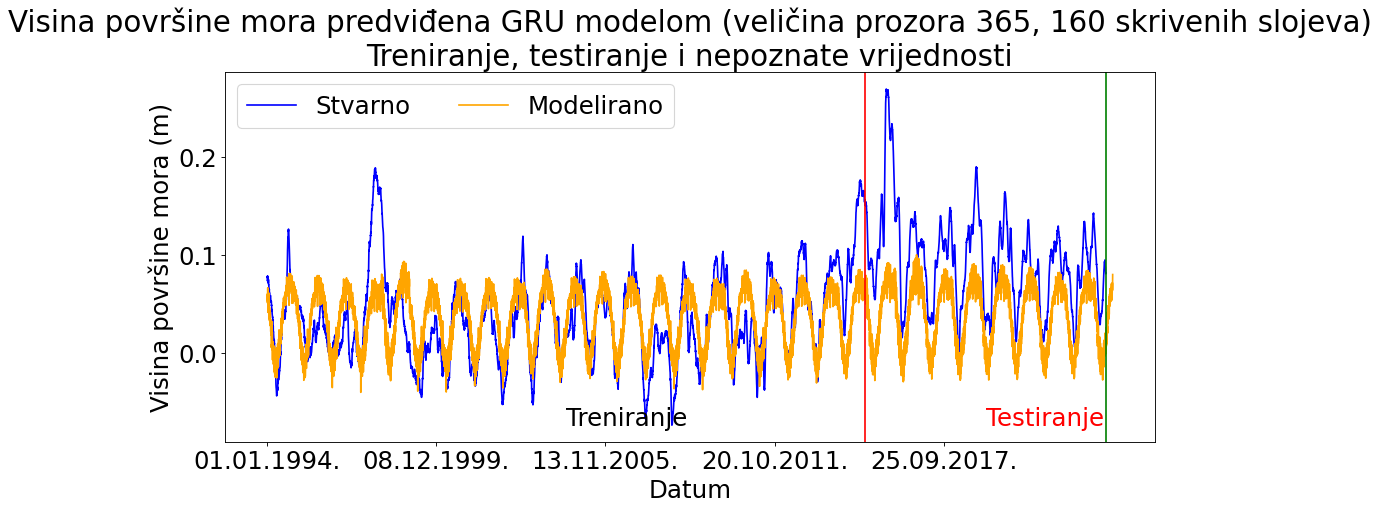 Visina površine mora predviđena GRU modelom (veličina prozora 365, 160 skrivenih slojeva)
Treniranje, testiranje i nepoznate vrijednosti
Stvarno
Modelirano
Visina površine mora (m)
0.2
0.1
0.0
Treniranje
Testiranje
01.01.1994.
08.12.1999.
13.11.2005.
20.10.2011.
25.09.2017.
Datum